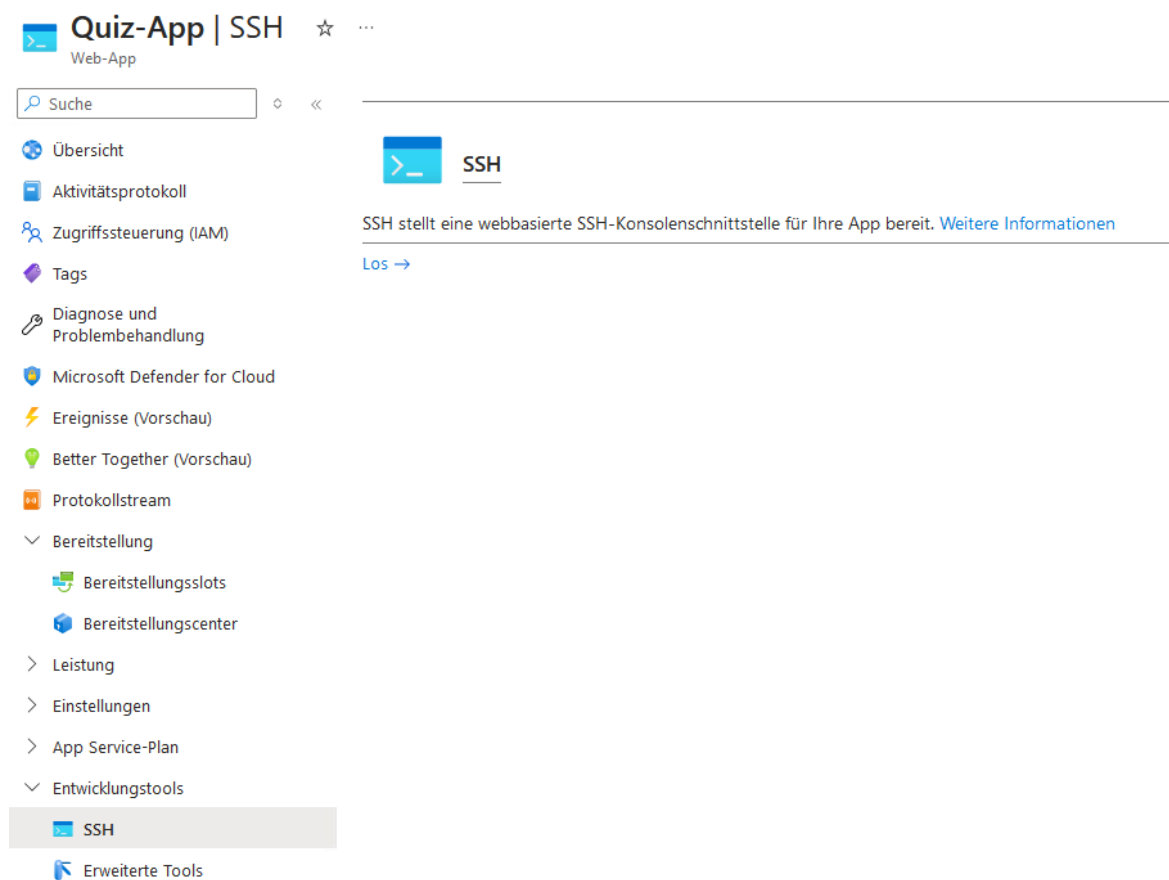 Quiz-App | SSH
Web-App
Suche
Übersicht
Aktivitätsprotokoll
Zugriffssteuerung (IAM)
Tags
Diagnose und
Problembehandlung
Microsoft Defender for Cloud
Ereignisse (Vorschau)
Better Together (Vorschau)
Protokollstream
Bereitstellung
Bereitstellungsslots
Bereitstellungscenter
Leistung
Einstellungen
App Service-Plan
Entwicklungstools
SSH
Erweiterte Tools
SSH
SSH stellt eine webbasierte SSH-Konsolenschnittstelle für Ihre App bereit. Weitere Informationen
Los →